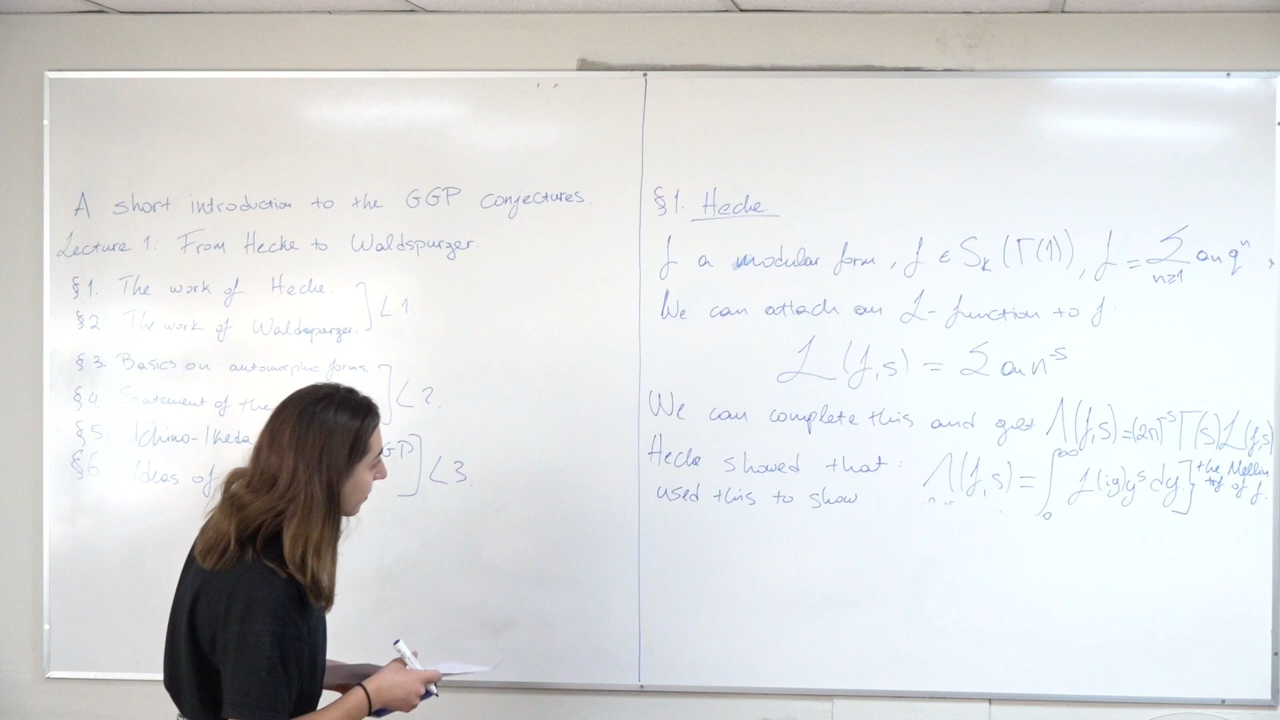 A short introduction to the GGP conjectures.
Lecture 1: From Hecke to Waldspurger.
§1. The work of Hecke.
§2. The work of Waldspurger. ] L1
§3. Basics on automorphic forms
§4. Statement of the ] L2.
§5 Ichino-Ikeda
§6 Ideas of GP ] L3
§1. Hecke
f a modular form, f ∈ S_k(Γ(1)), f = Σ_{n≥1} an q^n,
We can attach an L-function to f:
L(f,s) = Σ an n^{-s}
We can complete this and get Λ(f,s)=(2π)^{-s}Γ(s)L(f,s)
Hecke showed that: Λ(f,s) = ∫_0^∞ f(iy)y^s dy. ] the Mellin tf of f.
used this to show